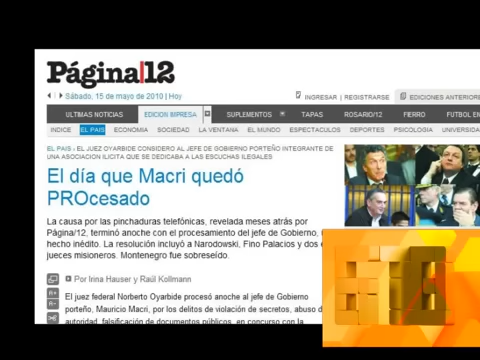 Página|12
Sábado, 15 de mayo de 2010 | Hoy
INGRESAR | REGISTRARSE
EDICIONES ANTERIORE
ULTIMAS NOTICIAS EDICION IMPRESA SUPLEMENTOS TAPAS ROSARIO/12 FIERRO FUTBOL EN
INDICE EL PAIS ECONOMIA SOCIEDAD LA VENTANA EL MUNDO ESPECTACULOS DEPORTES PSICOLOGIA UNIVERSIDA
EL PAIS › EL JUEZ OYARBIDE CONSIDERO AL JEFE DE GOBIERNO PORTEÑO INTEGRANTE DE
UNA ASOCIACION ILICITA QUE SE DEDICABA A LAS ESCUCHAS ILEGALES
El día que Macri quedó
PROcesado
La causa por las pinchaduras telefónicas, revelada meses atrás por
Página/12, terminó anoche con el procesamiento del jefe de Gobierno,
hecho inédito. La resolución incluyó a Narodowski, Fino Palacios y dos
jueces misioneros. Montenegro fue sobreseído.
Por Irina Hauser y Raúl Kollmann
El juez federal Norberto Oyarbide procesó anoche al jefe de Gobierno
porteño, Mauricio Macri, por los delitos de violación de secretos, abuso d
autoridad, falsificación de documentos públicos, en concurso con la